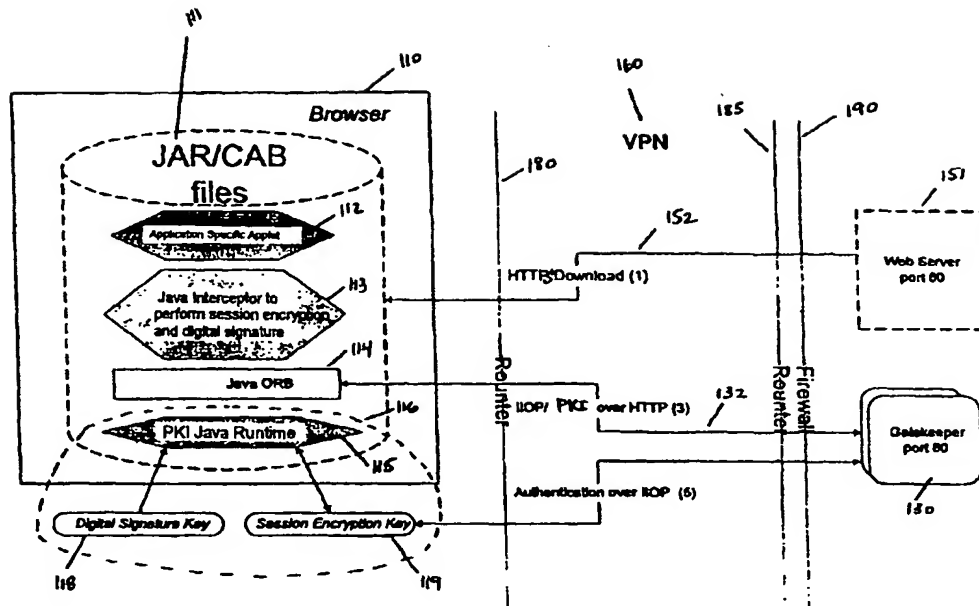 111
110
Browser
JAR/CAB
files
112
Application Specific Applet
113
Java Interceptor to
perform session encryption
and digital signature
114
Java ORB
116
PKI Java Runtime
115
Digital Signature Key
Session Encryption Key
118
119
160
VPN
180
185
190
151
152
HTTP Download (1)
Web Server
port 80
Rounter
Rounter
Firewall
IIOP/ PKI over HTTP (3)
132
Gatekeeper
port 80
Authentication over IIOP (5)
130